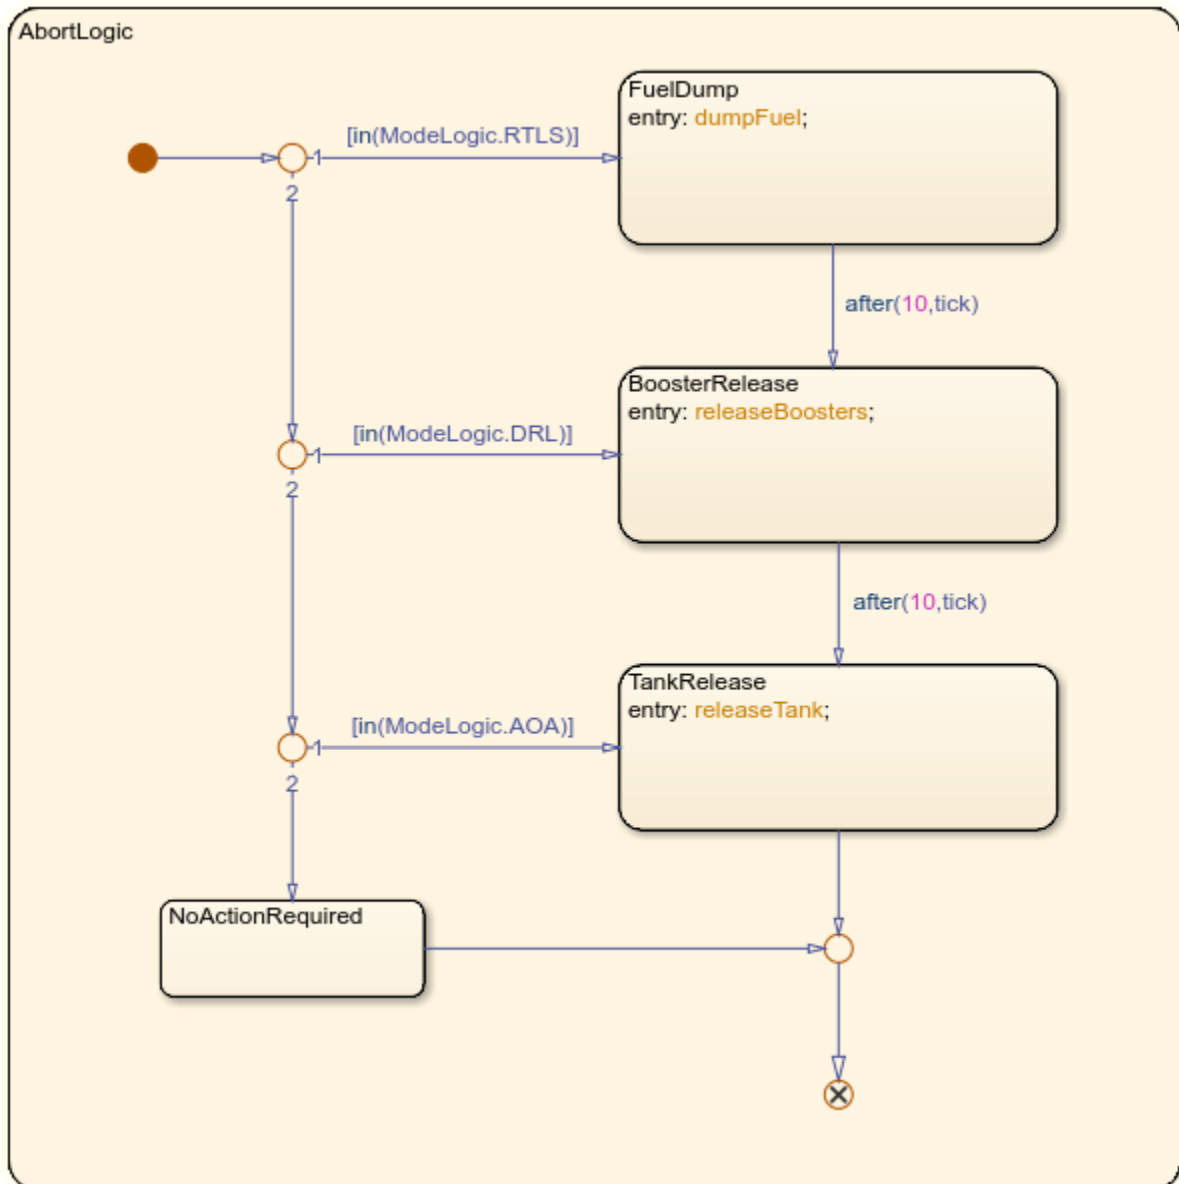 AbortLogic
FuelDump
entry: dumpFuel;
[in(ModeLogic.RTLS)]
1
2
after(10,tick)
BoosterRelease
entry: releaseBoosters;
[in(ModeLogic.DRL)]
1
2
after(10,tick)
TankRelease
entry: releaseTank;
[in(ModeLogic.AOA)]
1
2
NoActionRequired